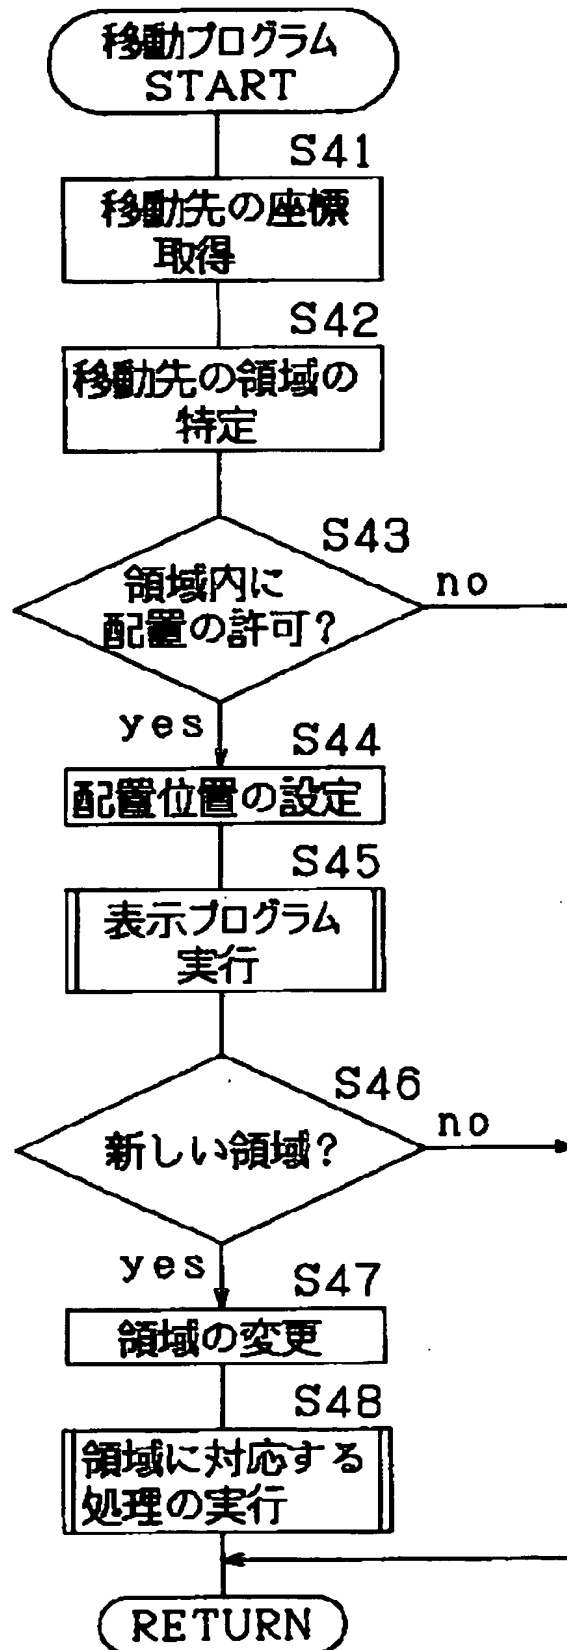 移動プログラム
START
S41
移動先の座標
取得
S42
移動先の領域の
特定
S43
領域内に
配置の許可?
no
yes
S44
配置位置の設定
S45
表示プログラム
実行
S46
新しい領域?
no
yes
S47
領域の変更
S48
領域に対応する
処理の実行
RETURN